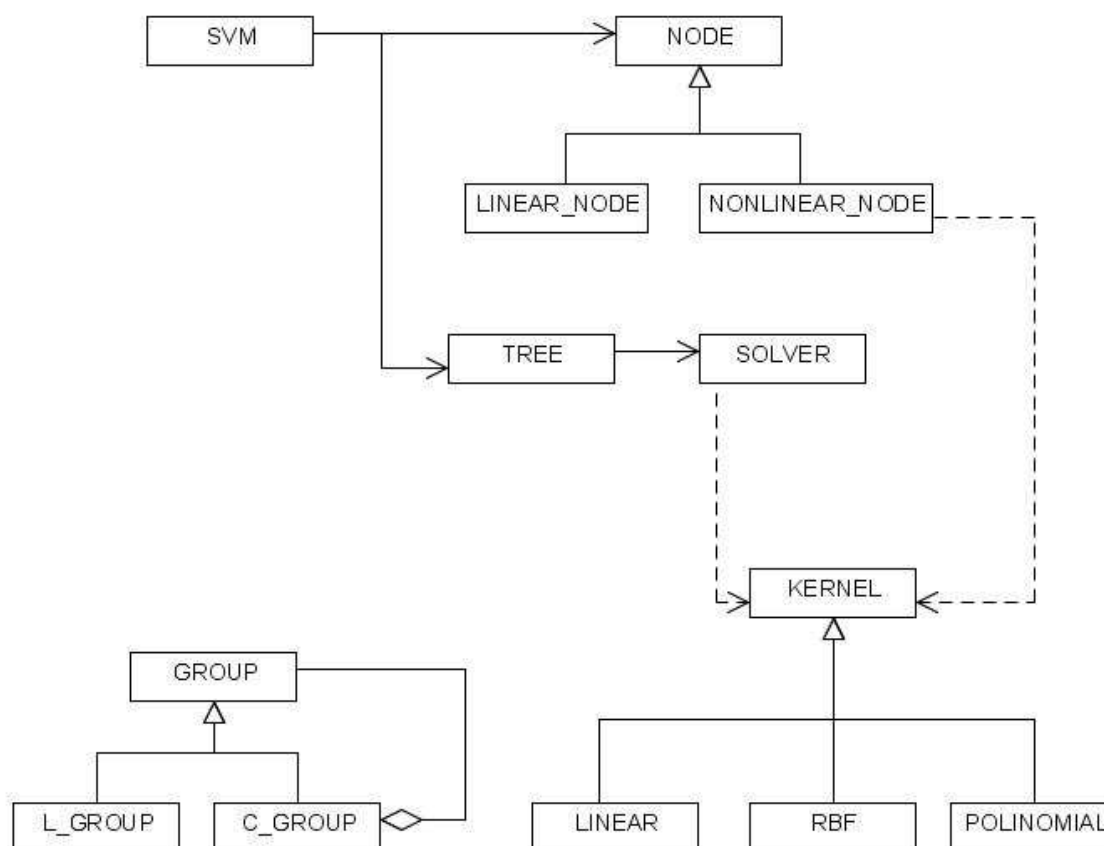 SVM
NODE
LINEAR_NODE
NONLINEAR_NODE
TREE
SOLVER
KERNEL
GROUP
L_GROUP
C_GROUP
LINEAR
RBF
POLINOMIAL